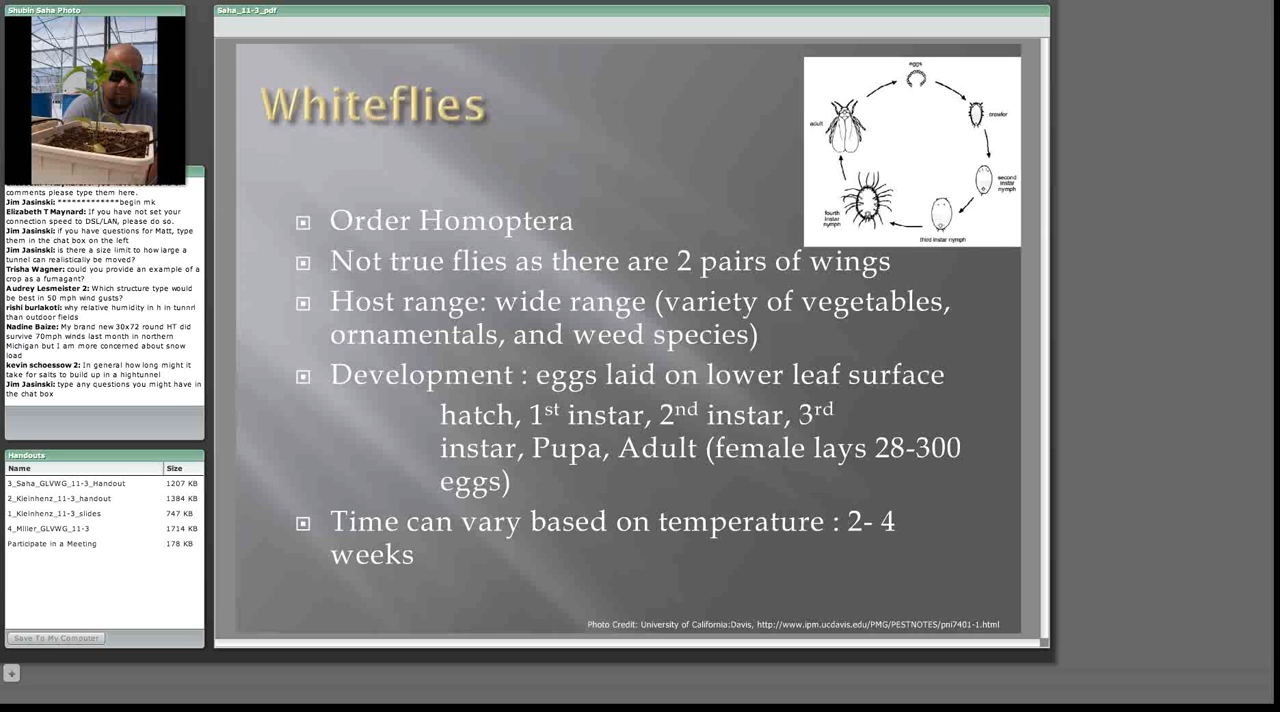 Shubin Saha Photo
comments please type them here.
Jim Jasinski: *************begin mk
Elizabeth T Maynard: If you have not set your
connection speed to DSL/LAN, please do so.
Jim Jasinski: if you have questions for Matt, type
them in the chat box on the left
Jim Jasinski: is there a size limit to how iarge a
tunnel can realistically be moved?
Trisha Wagner: could you provide an example of a
crop as a fumagant?
Audrey Lesmeister 2: Which structure type would
be best in 50 mph wind gusts?
rishi burlakoti: why relative humidity in h in tunnrl
than outdoor fields
Nadine Baize: My brand new 30x72 round HT did
survive 70mph winds last month in northern
Michigan but I am more concerned about snow
load
kevin schoessow 2: In general how long might it
take for salts to build up in a hightunnel
Jim Jasinski: type any questions you might have in
the chat box
Handouts
Name Size
3_Saha_GLVWG_11-3_Handout 1207 KB
2_Kleinhenz_11-3_handout 1384 KB
1_Kleinhenz_11-3_slides 747 KB
4_Miller_GLVWG_11-3 1714 KB
Participate in a Meeting 178 KB
Save To My Computer
Saha_11-3_pdf
Whiteflies
eggs
crawler
second
instar
nymph
third instar nymph
fourth
instar
nymph
adult
Order Homoptera
Not true flies as there are 2 pairs of wings
Host range: wide range (variety of vegetables,
ornamentals, and weed species)
Development : eggs laid on lower leaf surface
hatch, 1st instar, 2nd instar, 3rd
instar, Pupa, Adult (female lays 28-300
eggs)
Time can vary based on temperature : 2- 4
weeks
Photo Credit: University of California:Davis, http://www.ipm.ucdavis.edu/PMG/PESTNOTES/pni7401-1.html